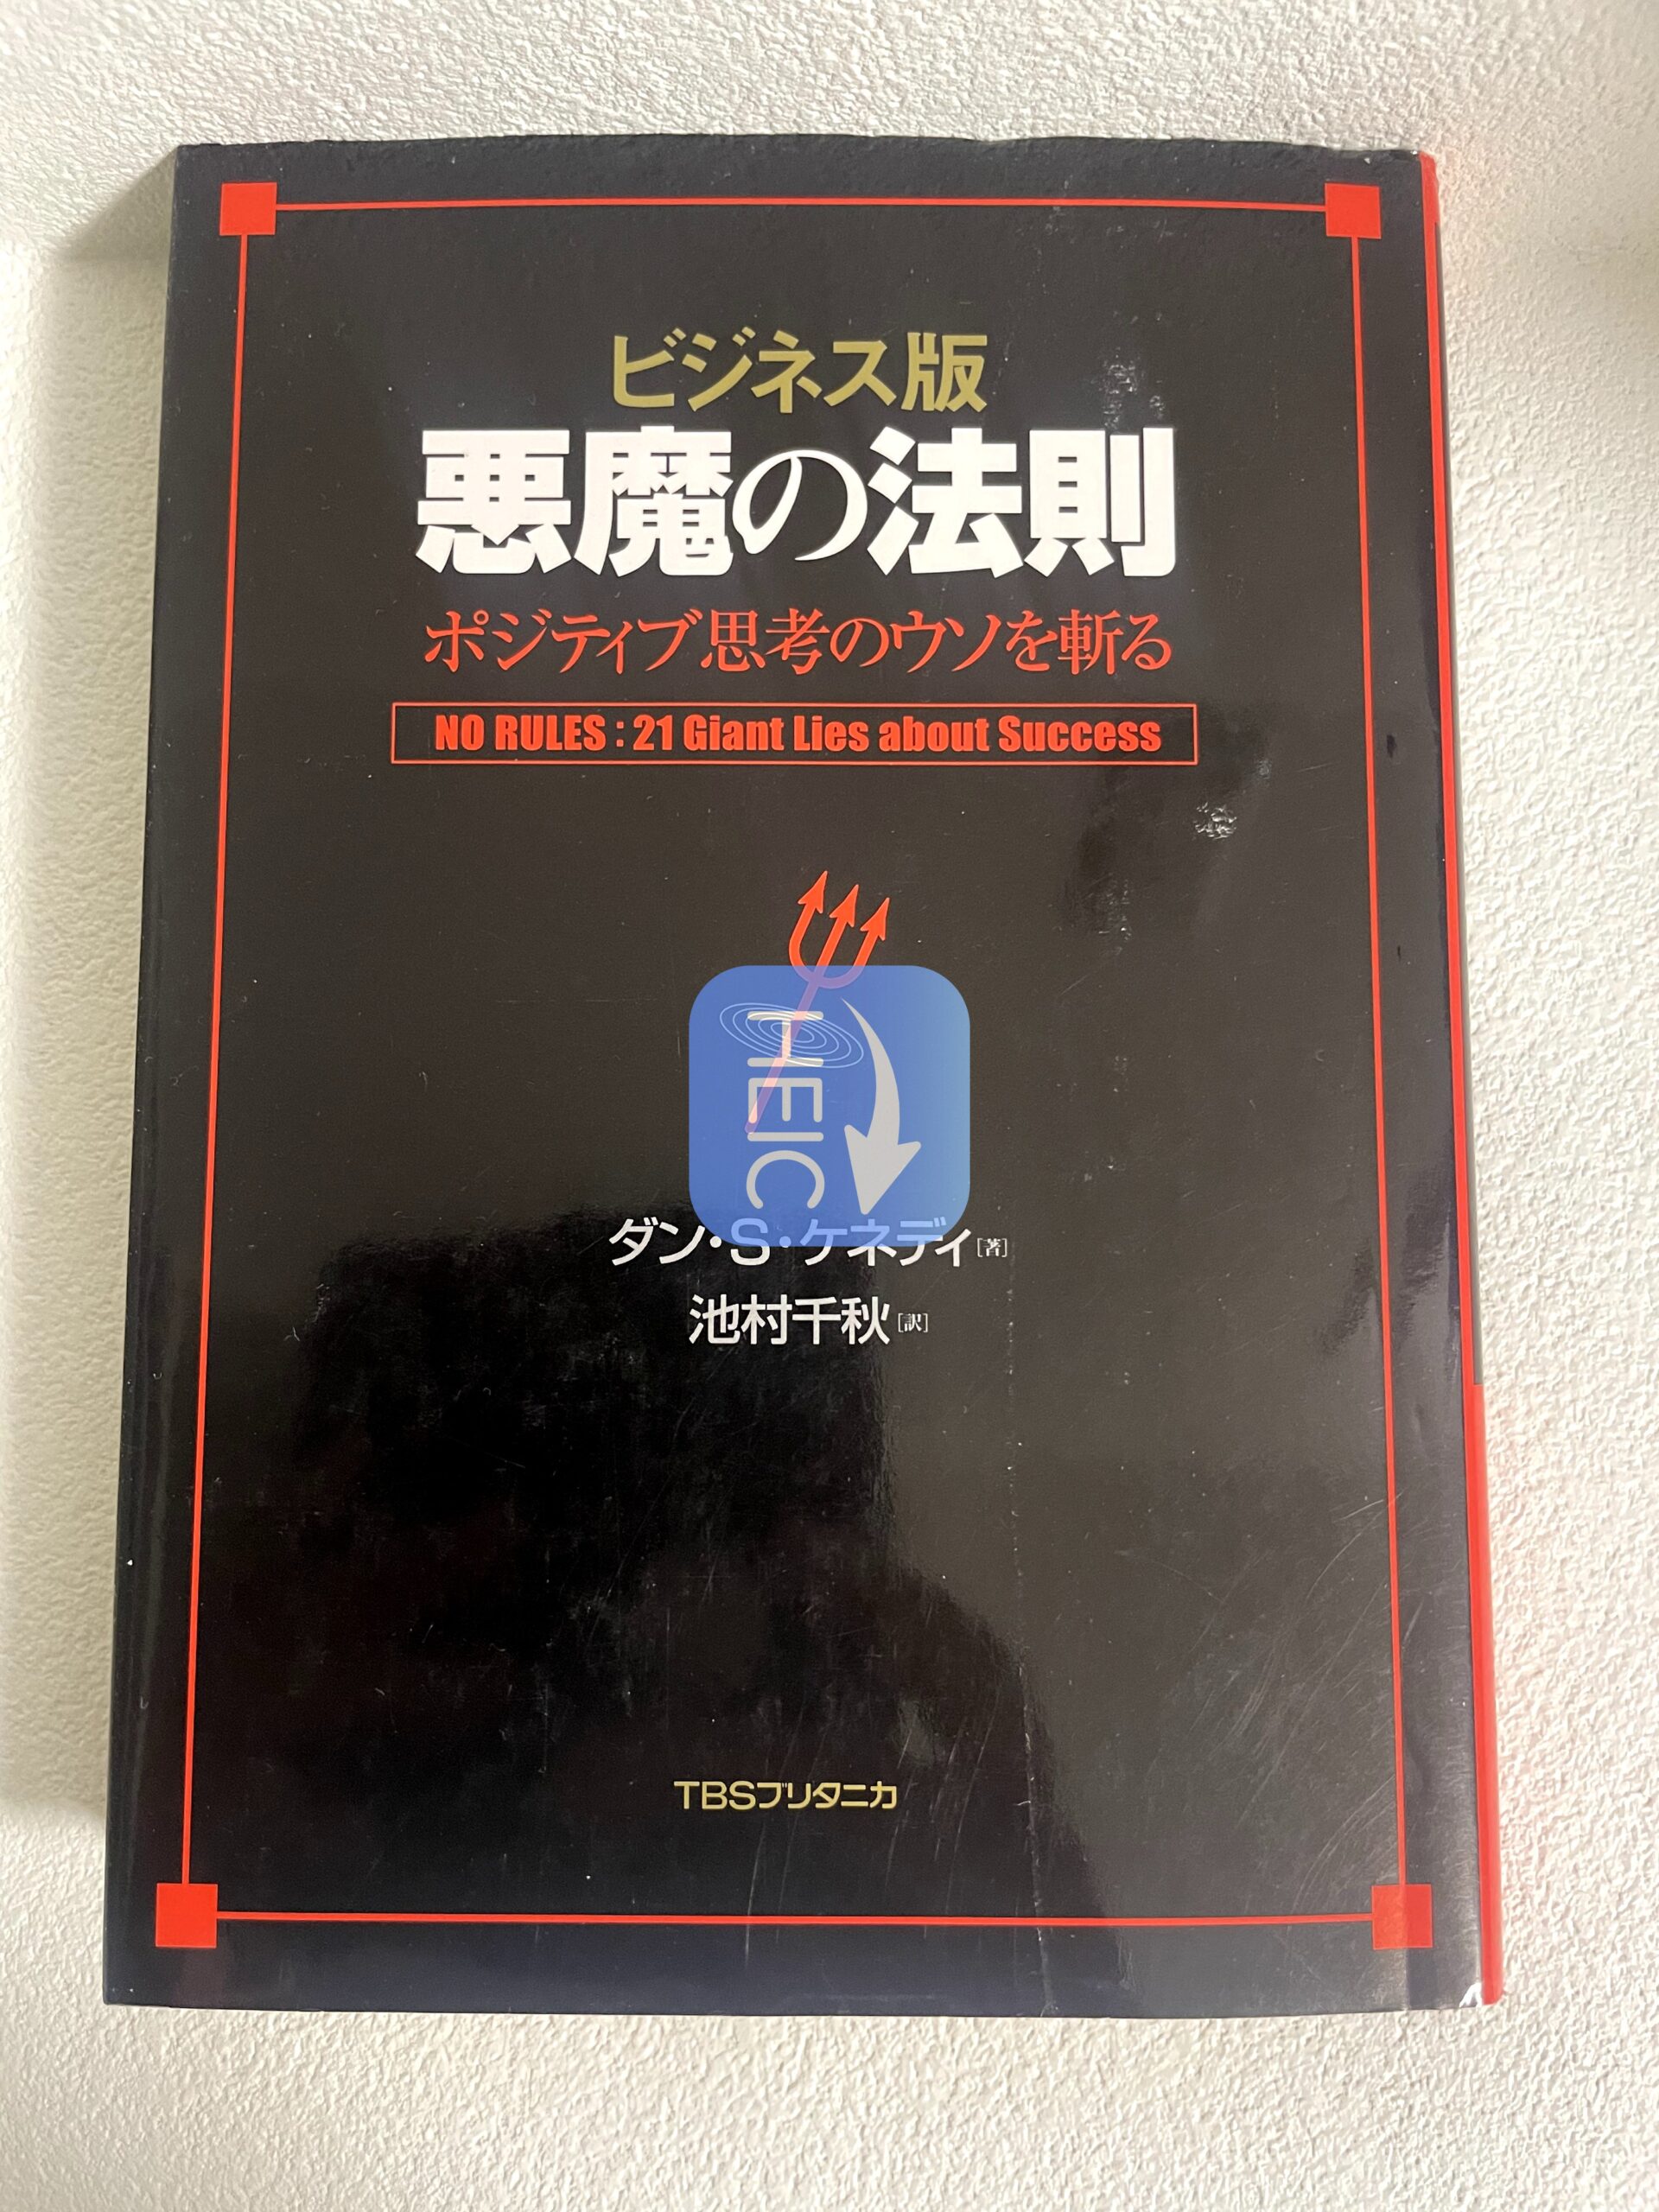 ビジネス版
悪魔の法則
ポジティブ思考のウソを斬る
NO RULES : 21 Giant Lies about Success
HEIC
ダン・S・ケネディ[著]
池村千秋[訳]
TBSブリタニカ